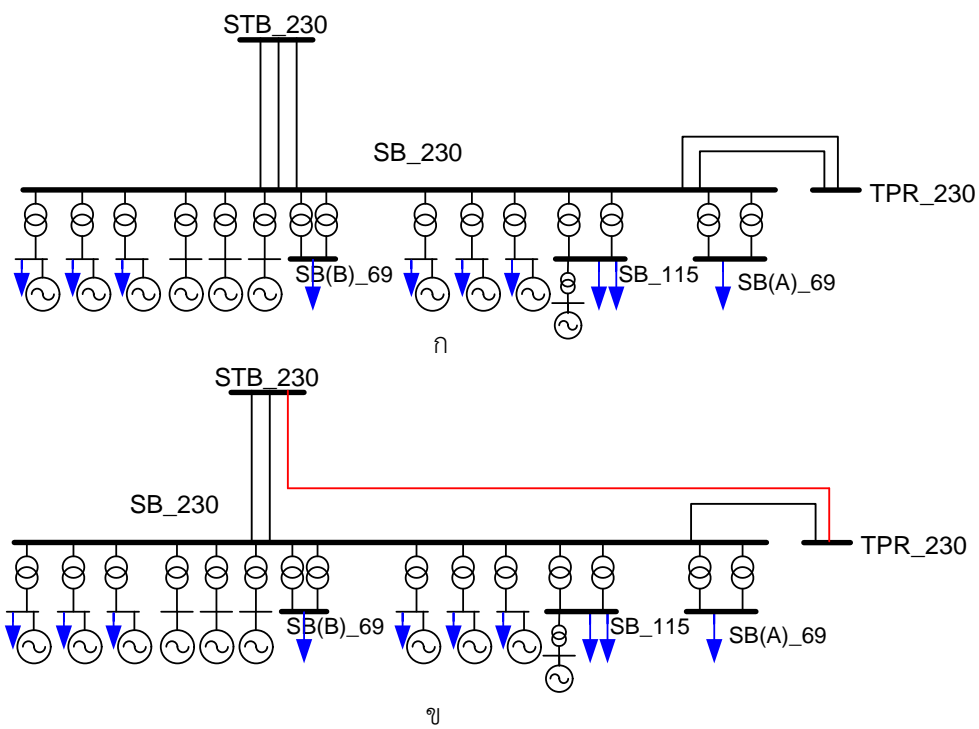 STB_230
SB_230
TPR_230
SB(B)_69
SB_115
SB(A)_69
ก
STB_230
SB_230
TPR_230
SB(B)_69
SB_115
SB(A)_69
ข